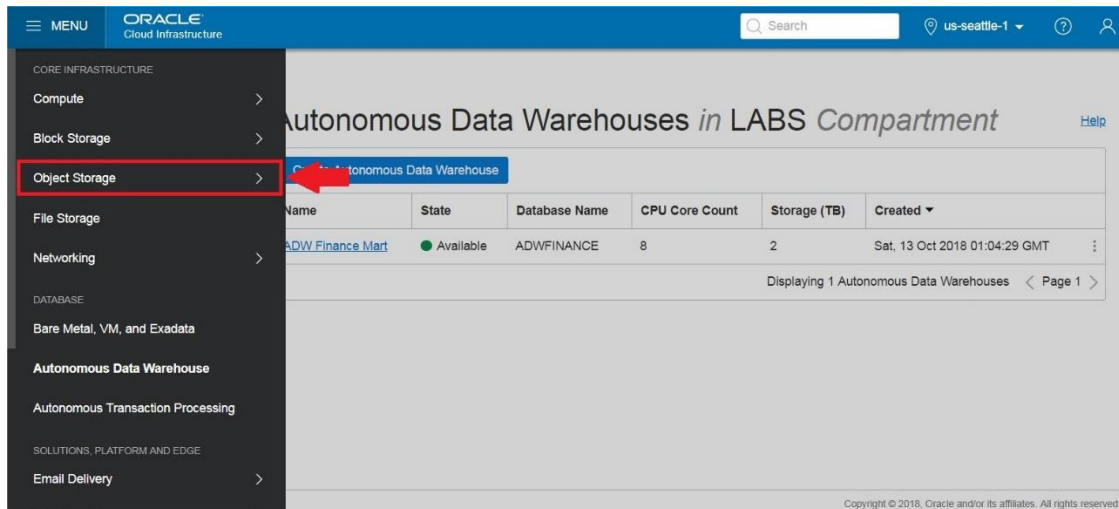 MENU
ORACLE
Cloud Infrastructure
Search
us-seattle-1
CORE INFRASTRUCTURE
Compute
Block Storage
Object Storage
File Storage
Networking
DATABASE
Bare Metal, VM, and Exadata
Autonomous Data Warehouse
Autonomous Transaction Processing
SOLUTIONS, PLATFORM AND EDGE
Email Delivery
Autonomous Data Warehouses in LABS Compartment
Help
Create Autonomous Data Warehouse
Name State Database Name CPU Core Count Storage (TB) Created
ADW Finance Mart Available ADWFINANCE 8 2 Sat, 13 Oct 2018 01:04:29 GMT
Displaying 1 Autonomous Data Warehouses < Page 1 >
Copyright © 2018, Oracle and/or its affiliates. All rights reserved